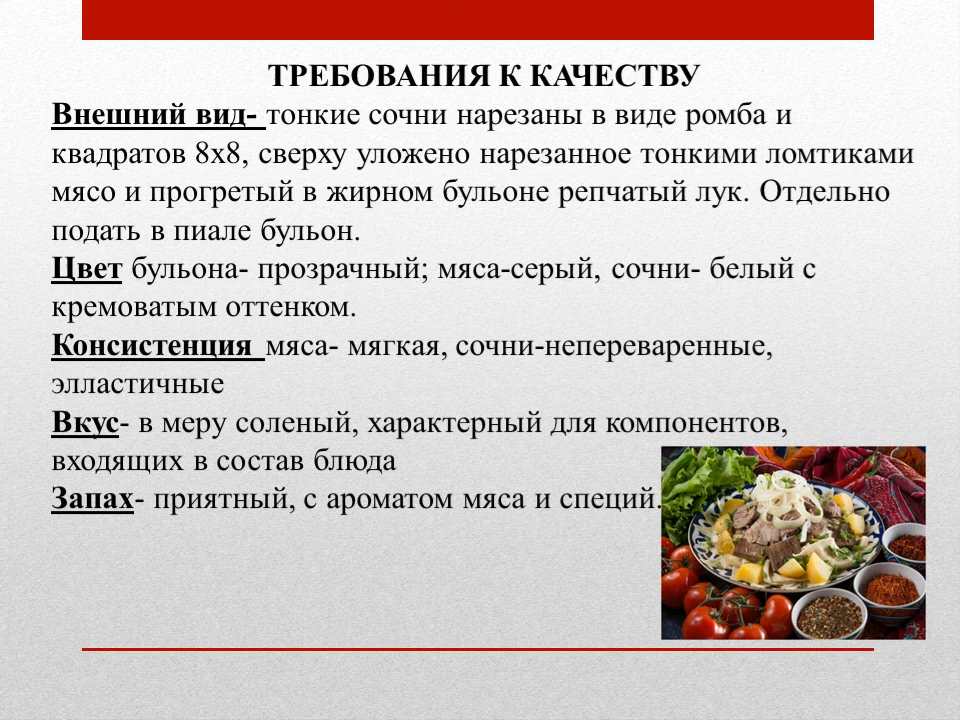 ТРЕБОВАНИЯ К КАЧЕСТВУ
Внешний вид- тонкие сочни нарезаны в виде ромба и
квадратов 8х8, сверху уложено нарезанное тонкими ломтиками
мясо и прогретый в жирном бульоне репчатый лук. Отдельно
подать в пиале бульон.
Цвет бульона- прозрачный; мяса-серый, сочни- белый с
кремоватым оттенком.
Консистенция мяса- мягкая, сочни-непереваренные,
элластичные
Вкус- в меру соленый, характерный для компонентов,
входящих в состав блюда
Запах- приятный, с ароматом мяса и специй.